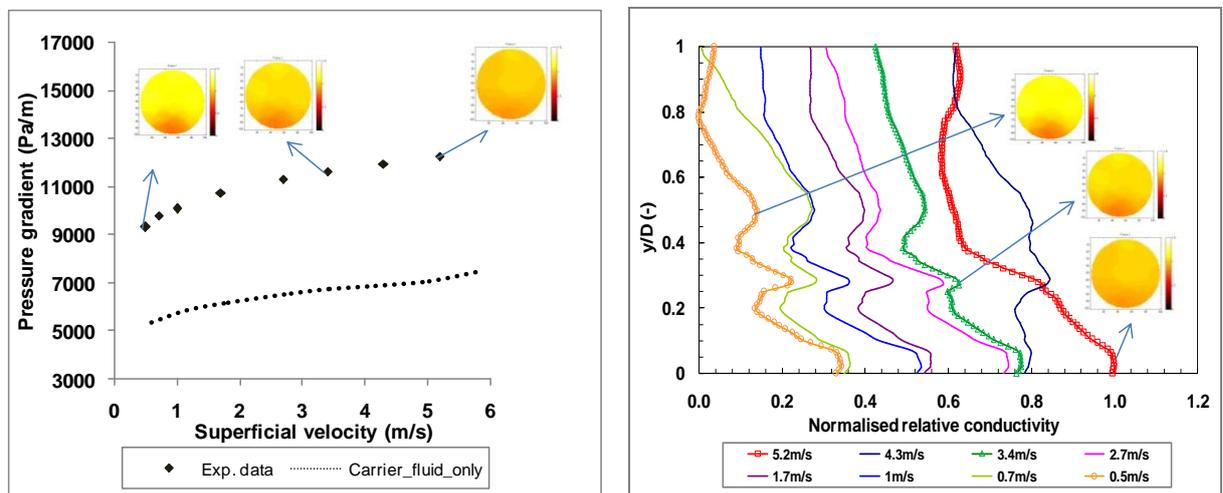 17000
15000
13000
11000
9000
7000
5000
3000
Pressure gradient (Pa/m)
0 1 2 3 4 5 6
Superficial velocity (m/s)
Exp. data Carrier_fluid_only
1
0.8
0.6
0.4
0.2
0
y/D (-)
0.0 0.2 0.4 0.6 0.8 1.0 1.2
Normalised relative conductivity
5.2m/s 4.3m/s 3.4m/s 2.7m/s
1.7m/s 1m/s 0.7m/s 0.5m/s